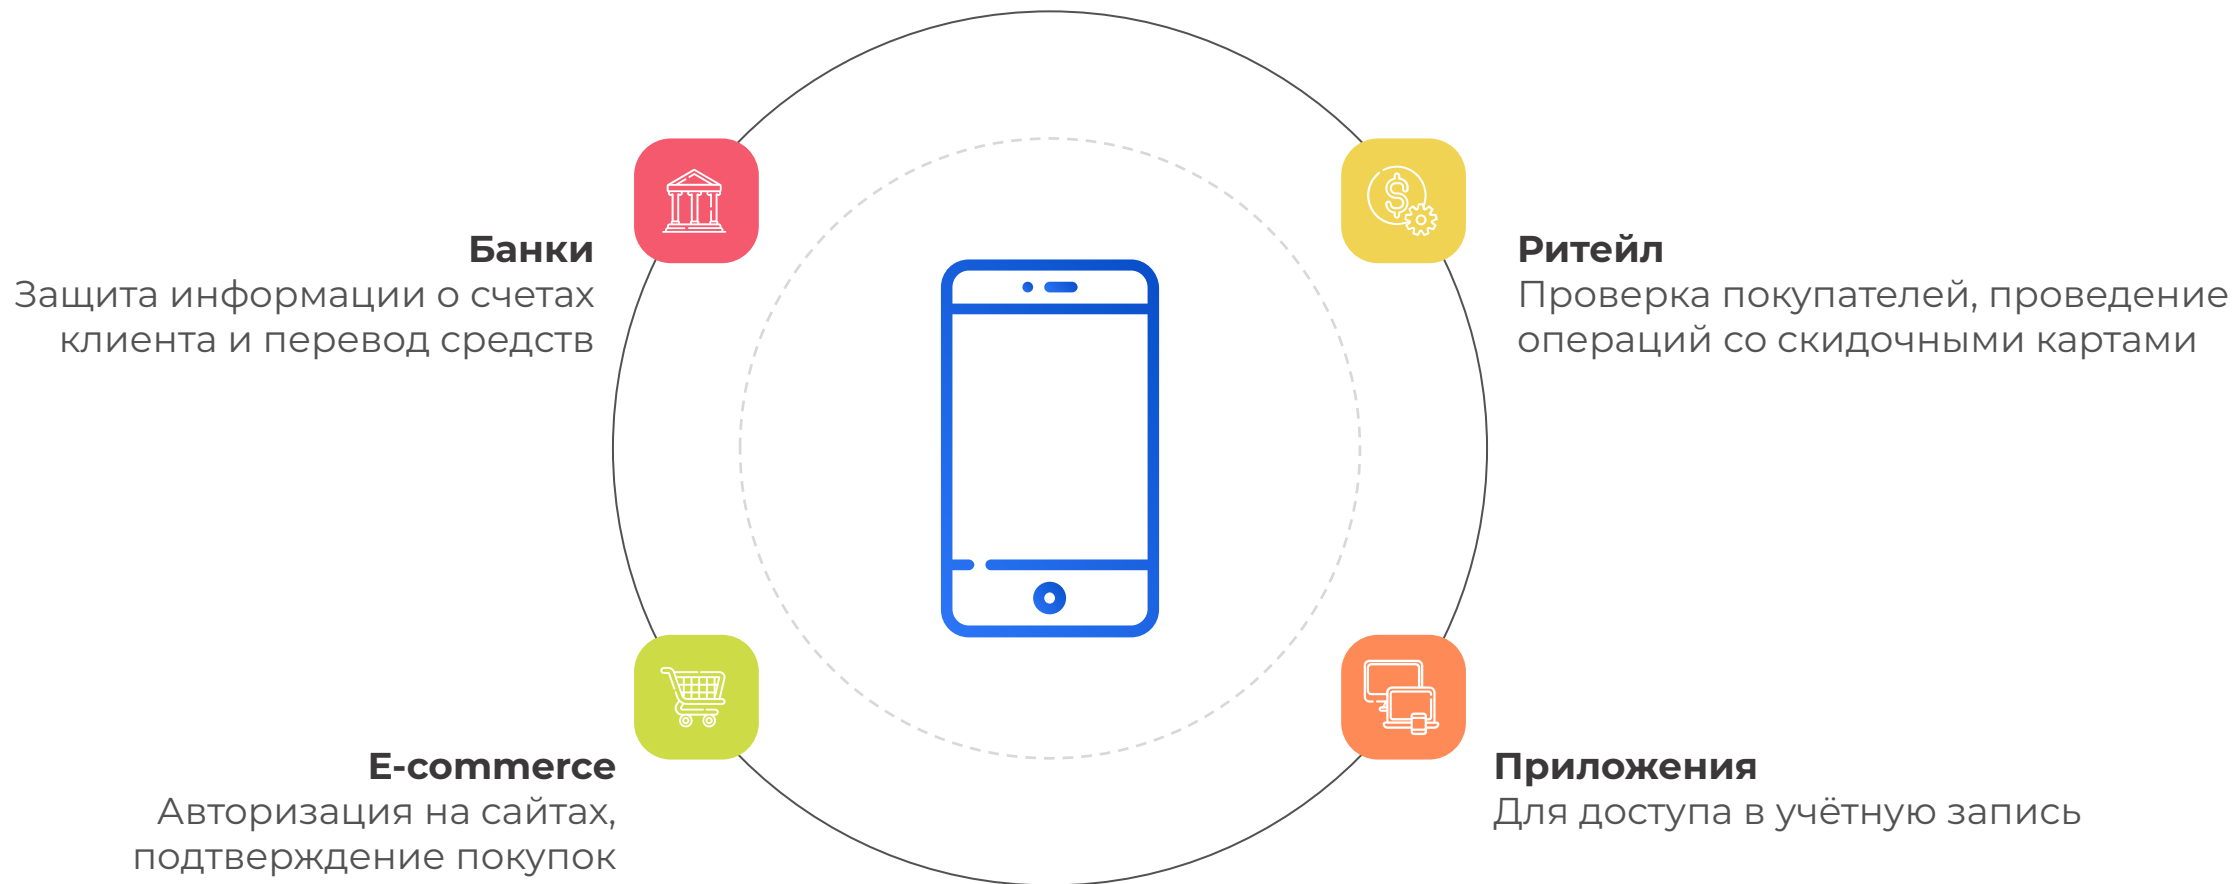 Банки
Защита информации о счетах
клиента и перевод средств
Ритейл
Проверка покупателей, проведение
операций со скидочными картами
E-commerce
Авторизация на сайтах,
подтверждение покупок
Приложения
Для доступа в учётную запись